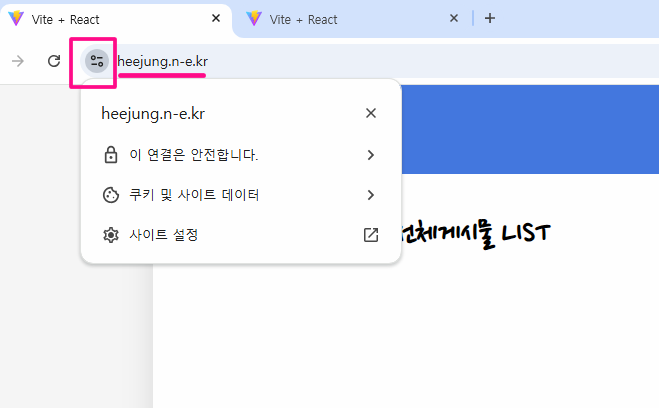 Vite + React
Vite + React
heejung.n-e.kr
heejung.n-e.kr
이 연결은 안전합니다.
쿠키 및 사이트 데이터
사이트 설정
전체게시물 LIST